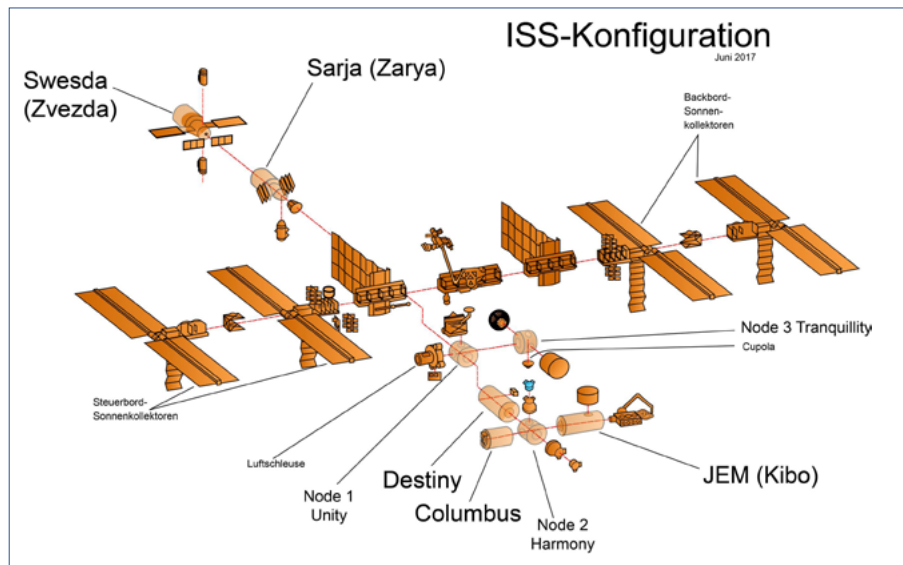 ISS-Konfiguration
Juni 2017
Swesda
(Zvezda)
Sarja (Zarya)
Backbord-
Sonnen-
kollektoren
Node 3 Tranquillity
Cupola
Steuerbord-
Sonnenkollektoren
Luftschleuse
Node 1
Unity
Destiny
Columbus
Node 2
Harmony
JEM (Kibo)